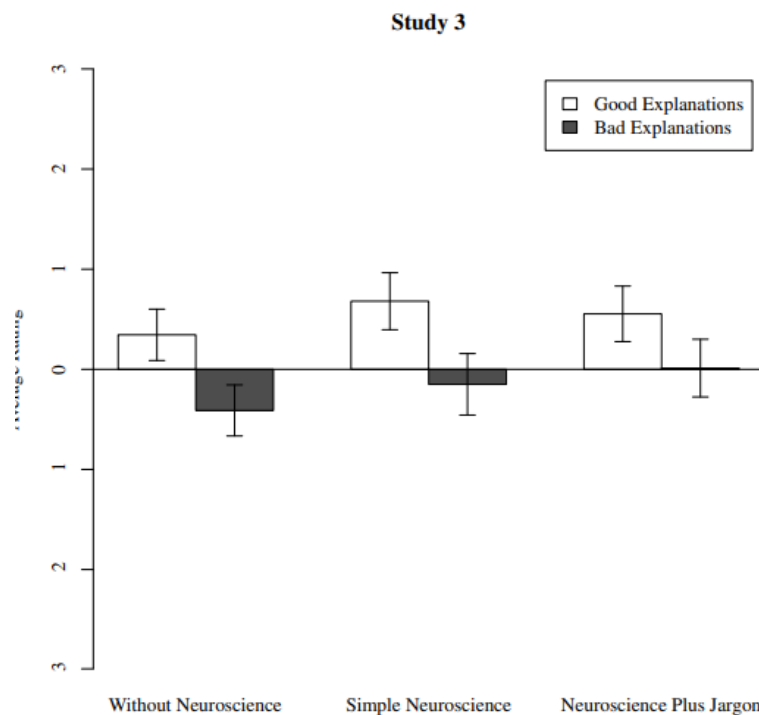 Study 3
Good Explanations
Bad Explanations
3
2
1
0
1
2
3
Without Neuroscience
Simple Neuroscience
Neuroscience Plus Jargon